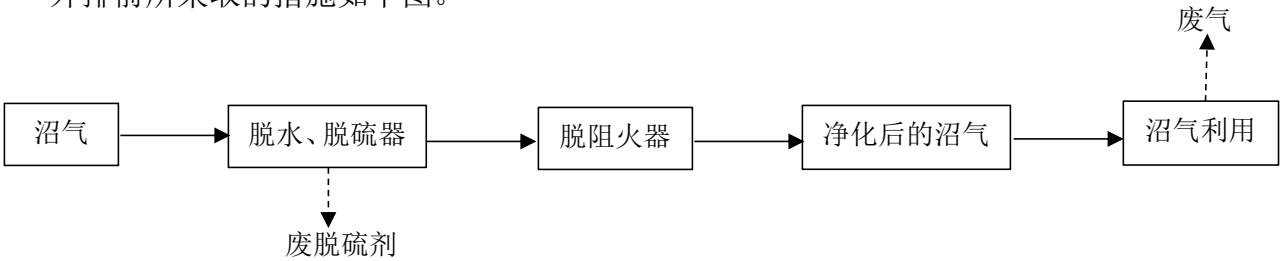 废气
沼气
脱水、脱硫器
脱阻火器
净化后的沼气
沼气利用
废脱硫剂